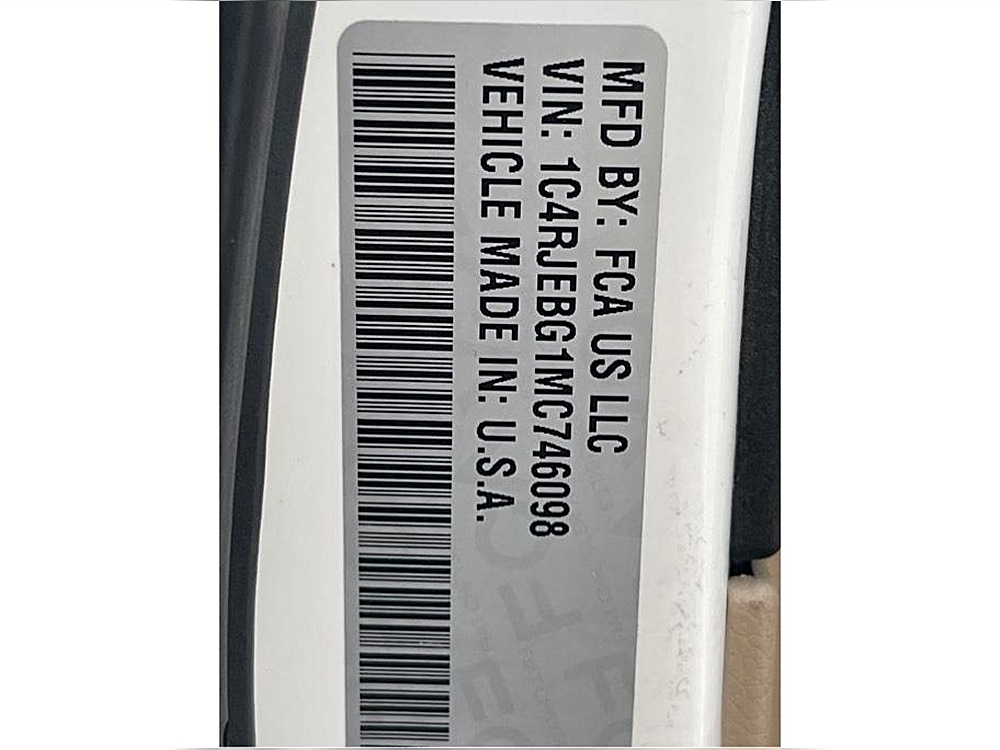 MFD BY: FCA US LLC
VIN: 1C4RJEBG1MC746098
VEHICLE MADE IN: U.S.A.